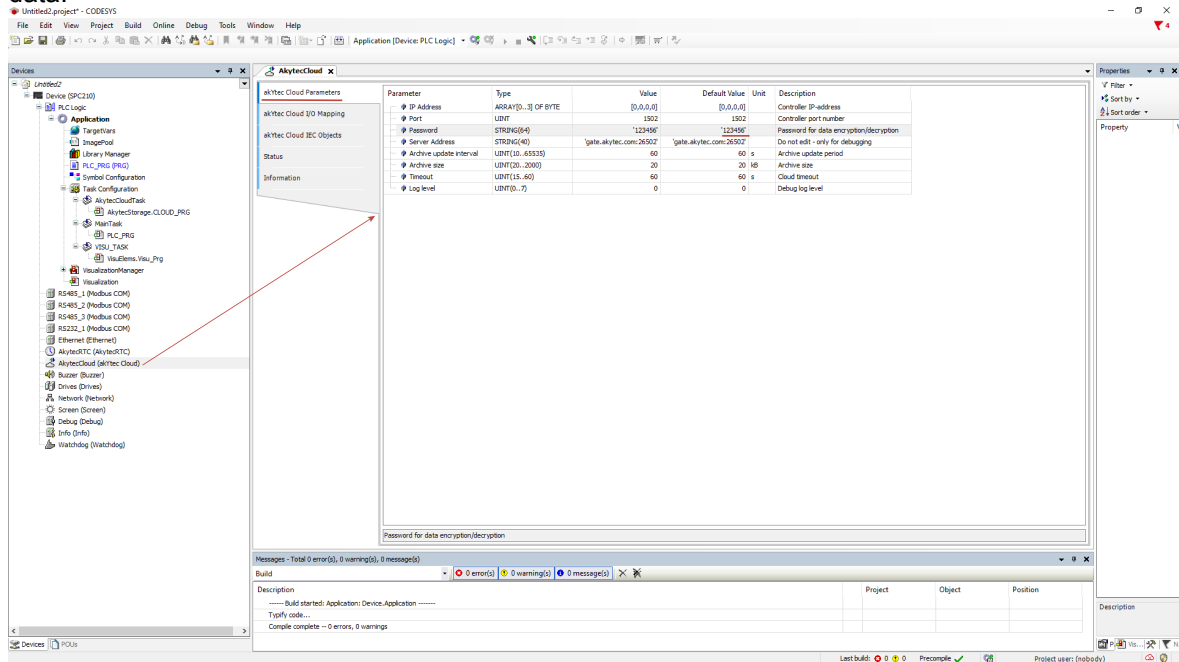 Untitled2.project* - CODESYS
File Edit View Project Build Online Debug Tools Window Help
4
Application [Device: PLC Logic]
Devices
Untitled2
Device (SPC210)
PLC Logic
Application
TargetVars
ImagePool
Library Manager
PLC_PRG (PRG)
Symbol Configuration
Task Configuration
AkytecCloudTask
AkytecStorage.CLOUD_PRG
MainTask
PLC_PRG
VISU_TASK
VisuElems.Visu_Prg
VisualizationManager
Visualization
RS485_1 (Modbus COM)
RS485_2 (Modbus COM)
RS485_3 (Modbus COM)
RS232_1 (Modbus COM)
Ethernet (Ethernet)
AkytecRTC (AkytecRTC)
AkytecCloud (akYtec Cloud)
Buzzer (Buzzer)
Drives (Drives)
Network (Network)
Screen (Screen)
Debug (Debug)
Info (Info)
Watchdog (Watchdog)
Devices POUs
AkytecCloud
akYtec Cloud Parameters
akYtec Cloud I/O Mapping
akYtec Cloud IEC Objects
Status
Information
Parameter Type Value Default Value Unit Description
IP Address ARRAY[0..3] OF BYTE [0,0,0,0] [0,0,0,0] Controller IP-address
Port UINT 1502 1502 Controller port number
Password STRING(64) '123456' '123456' Password for data encryption/decryption
Server Address STRING(40) 'gate.akytec.com:26502' 'gate.akytec.com:26502' Do not edit - only for debugging
Archive update interval UINT(10..65535) 60 60 s Archive update period
Archive size UINT(20..2000) 20 20 kB Archive size
Timeout UINT(15..60) 60 60 s Cloud timeout
Log level UINT(0..7) 0 0 Debug log level
Password for data encryption/decryption
Messages - Total 0 error(s), 0 warning(s), 0 message(s)
Build 0 error(s) 0 warning(s) 0 message(s)
Description Project Object Position
------ Build started: Application: Device.Application -------
Typify code...
Compile complete -- 0 errors, 0 warnings
Properties
Filter
Sort by
Sort order
Property V
Description
Vis...
Last build: 0 0 Precompile Project user: (nobody)